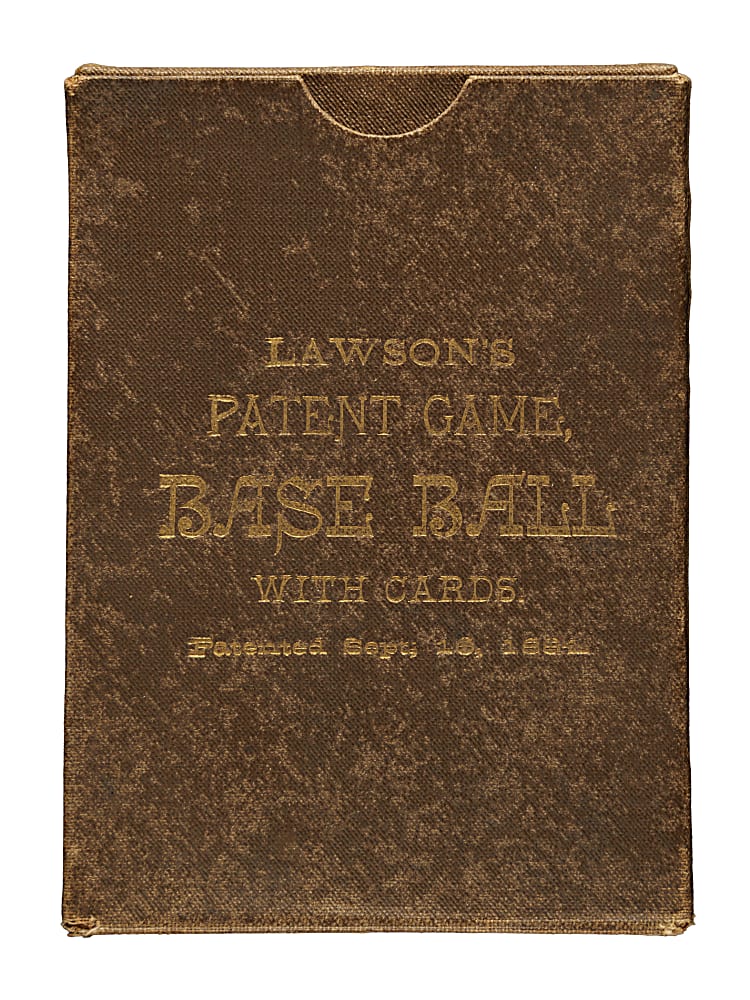 LAWSON'S
PATENT GAME,
BASE BALL
WITH CARDS.
Patented Sept, 16, 1884